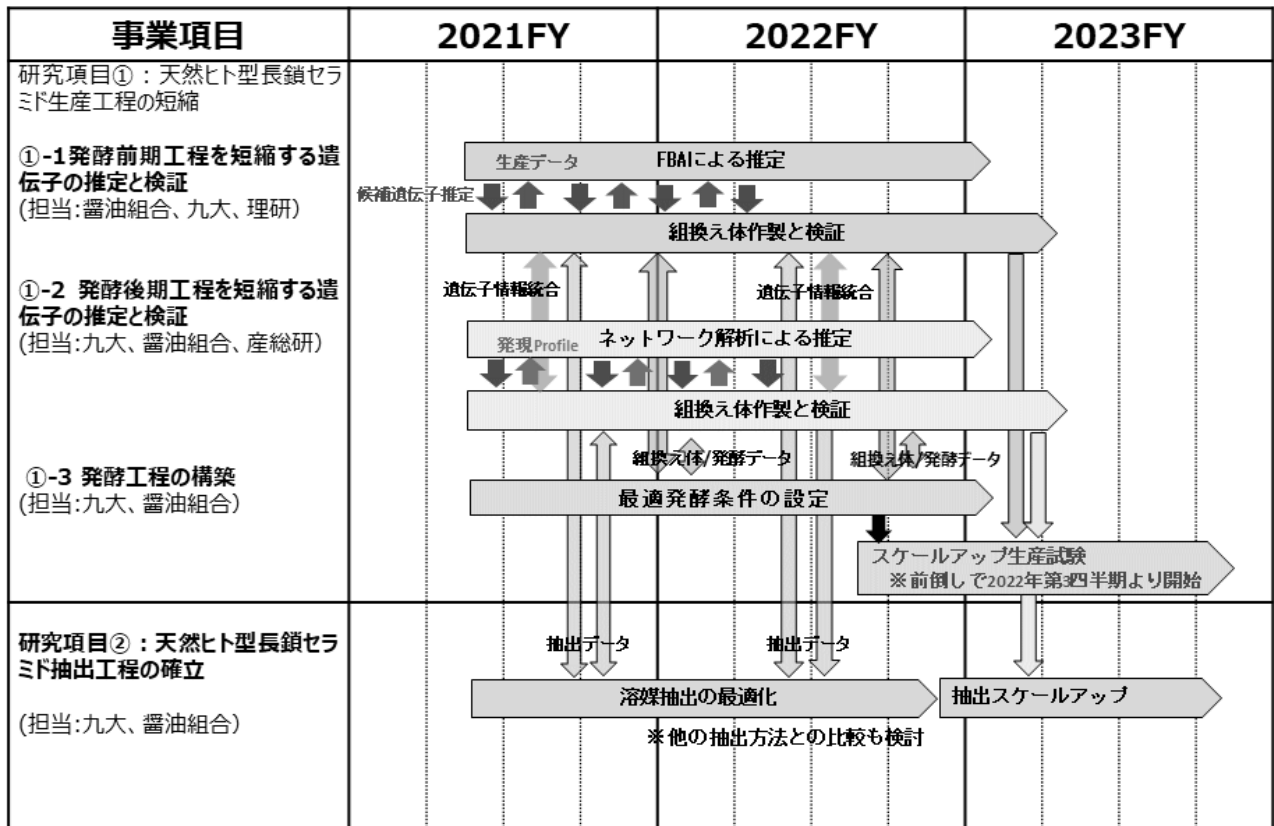 事業項目
2021FY
2022FY
2023FY
研究項目①:天然ヒト型長鎖セラ
ミド生産工程の短縮
①-1発酵前期工程を短縮する遺
伝子の推定と検証
(担当:醤油組合、九大、理研)
生産データ
FBAIによる推定
候補遺伝子推定
組換え体作製と検証
①-2 発酵後期工程を短縮する遺
伝子の推定と検証
(担当:九大、醤油組合、産総研)
遺伝子情報統合
遺伝子情報統合
発現Profile
ネットワーク解析による推定
組換え体作製と検証
①-3 発酵工程の構築
(担当:九大、醤油組合)
組換え体/発酵データ
組換え体/発酵データ
最適発酵条件の設定
スケールアップ生産試験
※前倒しで2022年第3四半期より開始
研究項目②:天然ヒト型長鎖セラ
ミド抽出工程の確立
(担当:九大、醤油組合)
抽出データ
抽出データ
溶媒抽出の最適化
抽出スケールアップ
※他の抽出方法との比較も検討